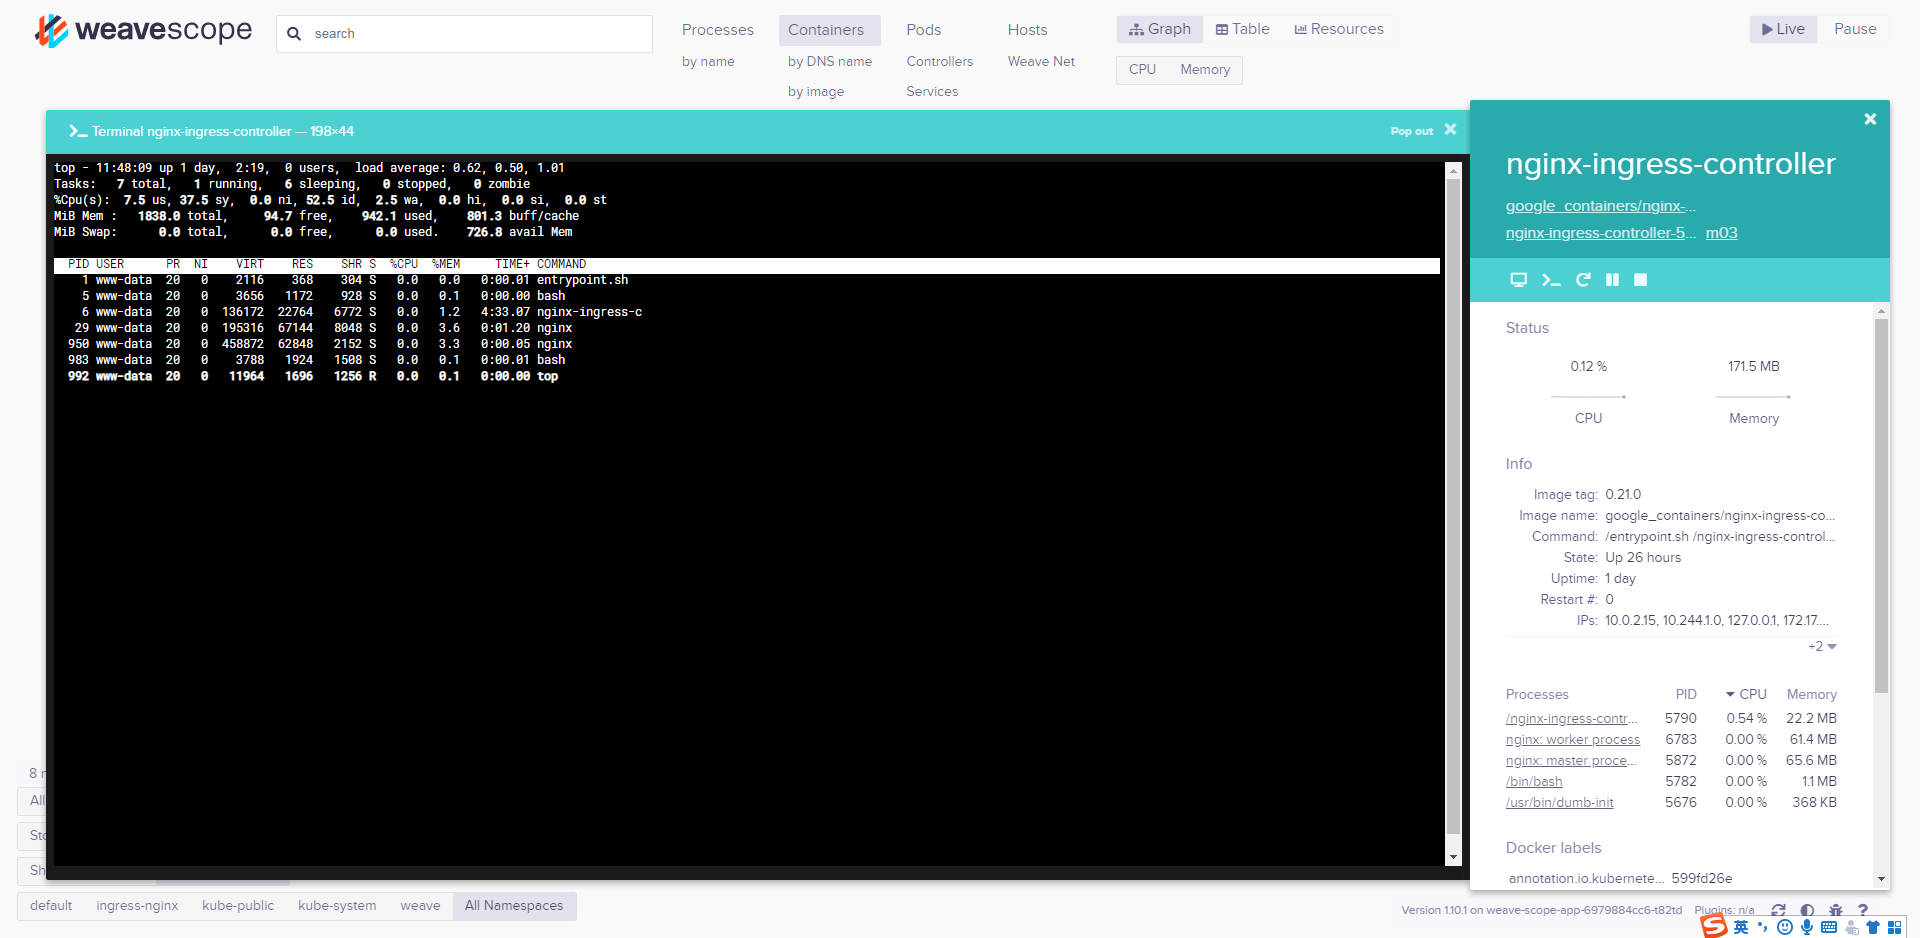 weavescope
search
Processes
Containers
Pods
Hosts
by name
by DNS name
Controllers
Weave Net
by image
Services
Graph
Table
Resources
CPU
Memory
Live
Pause
Terminal nginx-ingress-controller — 198×44
Pop out
top - 11:48:09 up 1 day,  2:19,  0 users,  load average: 0.62, 0.50, 1.01
Tasks:   7 total,   1 running,   6 sleeping,   0 stopped,   0 zombie
%Cpu(s):  7.5 us, 37.5 sy,  0.0 ni, 52.5 id,  2.5 wa,  0.0 hi,  0.0 si,  0.0 st
MiB Mem :   1838.0 total,     94.7 free,    942.1 used,    801.3 buff/cache
MiB Swap:      0.0 total,      0.0 free,      0.0 used.    726.8 avail Mem
PID USER      PR  NI    VIRT    RES    SHR S  %CPU  %MEM     TIME+ COMMAND
1 www-data  20   0    2116    368    304 S   0.0   0.0   0:00.01 entrypoint.sh
5 www-data  20   0    3656   1172    928 S   0.0   0.1   0:00.00 bash
6 www-data  20   0  136172  22764   6772 S   0.0   1.2   4:33.07 nginx-ingress-c
29 www-data  20   0  195316  67144   8048 S   0.0   3.6   0:01.20 nginx
950 www-data  20   0  458872  62848   2152 S   0.0   3.3   0:00.05 nginx
983 www-data  20   0    3788   1924   1508 S   0.0   0.1   0:00.01 bash
992 www-data  20   0   11964   1696   1256 R   0.0   0.1   0:00.00 top
nginx-ingress-controller
google_containers/nginx-...
nginx-ingress-controller-5... m03
Status
0.12 %
171.5 MB
CPU
Memory
Info
Image tag: 0.21.0
Image name: google_containers/nginx-ingress-co...
Command: /entrypoint.sh /nginx-ingress-control...
State: Up 26 hours
Uptime: 1 day
Restart #: 0
IPs: 10.0.2.15, 10.244.1.0, 127.0.0.1, 172.17....
+2
Processes PID CPU Memory
/nginx-ingress-contr... 5790 0.54 % 22.2 MB
nginx: worker process 6783 0.00 % 61.4 MB
nginx: master proce... 5872 0.00 % 65.6 MB
/bin/bash 5782 0.00 % 1.1 MB
/usr/bin/dumb-init 5676 0.00 % 368 KB
Docker labels
annotation.io.kubernete... 599fd26e
8
All
Sto
Sh
default
ingress-nginx
kube-public
kube-system
weave
All Namespaces
Version 1.10.1 on weave-scope-app-6979884cc6-t82td
Plugins: n/a
英